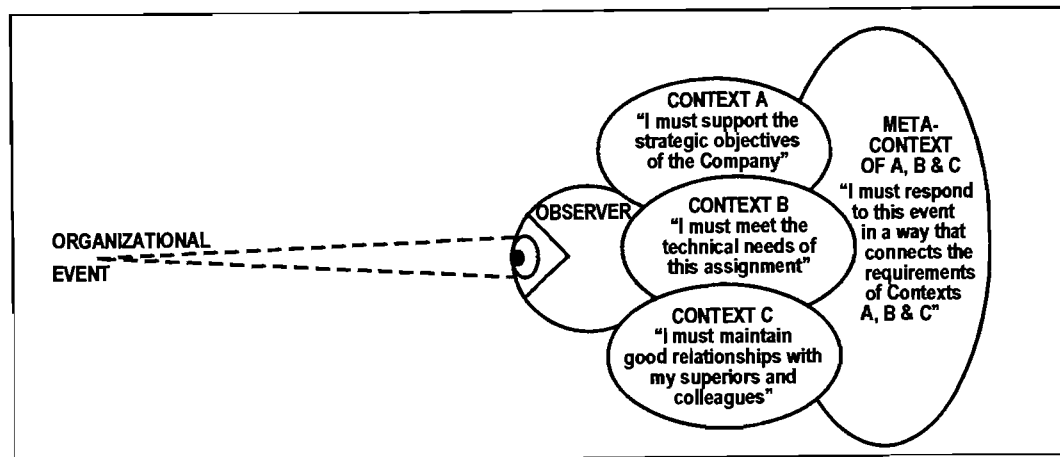 ORGANIZATIONAL
EVENT
OBSERVER
CONTEXT A
“I must support the
strategic objectives
of the Company”
CONTEXT B
“I must meet the
technical needs of
this assignment”
CONTEXT C
“I must maintain
good relationships with
my superiors and
colleagues”
META-
CONTEXT
OF A, B & C
“I must respond
to this event
in a way that
connects the
requirements
of Contexts
A, B & C”